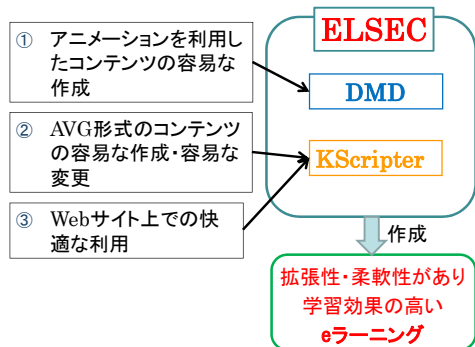 ① アニメーションを利用し
たコンテンツの容易な
作成
② AVG形式のコンテンツ
の容易な作成・容易な
変更
③ Webサイト上での快
適な利用
ELSEC
DMD
KScripter
作成
拡張性・柔軟性があり
学習効果の高い
eラーニング